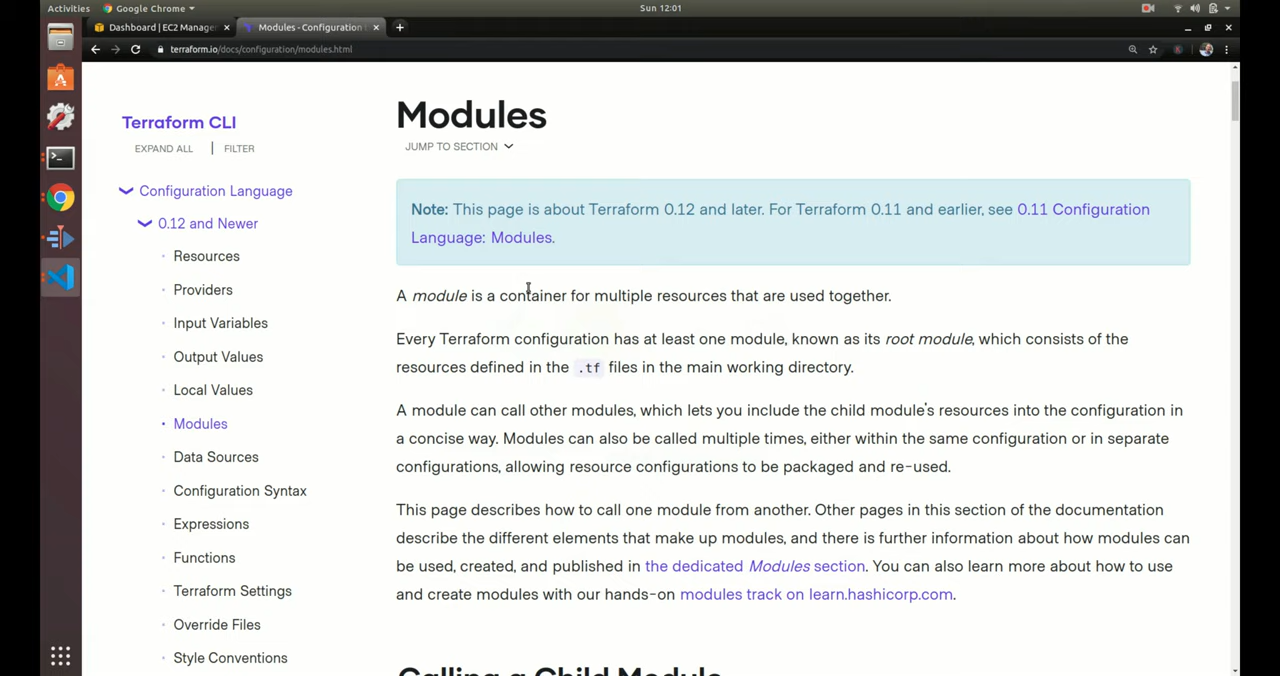 Activities
Google Chrome
Sun 12:01
Dashboard | EC2 Manage
Modules - Configuration
terraform.io/docs/configuration/modules.html
Terraform CLI
EXPAND ALL | FILTER
Configuration Language
0.12 and Newer
Resources
Providers
Input Variables
Output Values
Local Values
Modules
Data Sources
Configuration Syntax
Expressions
Functions
Terraform Settings
Override Files
Style Conventions
Modules
JUMP TO SECTION
Note: This page is about Terraform 0.12 and later. For Terraform 0.11 and earlier, see 0.11 Configuration
Language: Modules.
A module is a container for multiple resources that are used together.
Every Terraform configuration has at least one module, known as its root module, which consists of the
resources defined in the .tf files in the main working directory.
A module can call other modules, which lets you include the child module's resources into the configuration in
a concise way. Modules can also be called multiple times, either within the same configuration or in separate
configurations, allowing resource configurations to be packaged and re-used.
This page describes how to call one module from another. Other pages in this section of the documentation
describe the different elements that make up modules, and there is further information about how modules can
be used, created, and published in the dedicated Modules section. You can also learn more about how to use
and create modules with our hands-on modules track on learn.hashicorp.com.
Calling a Child Module